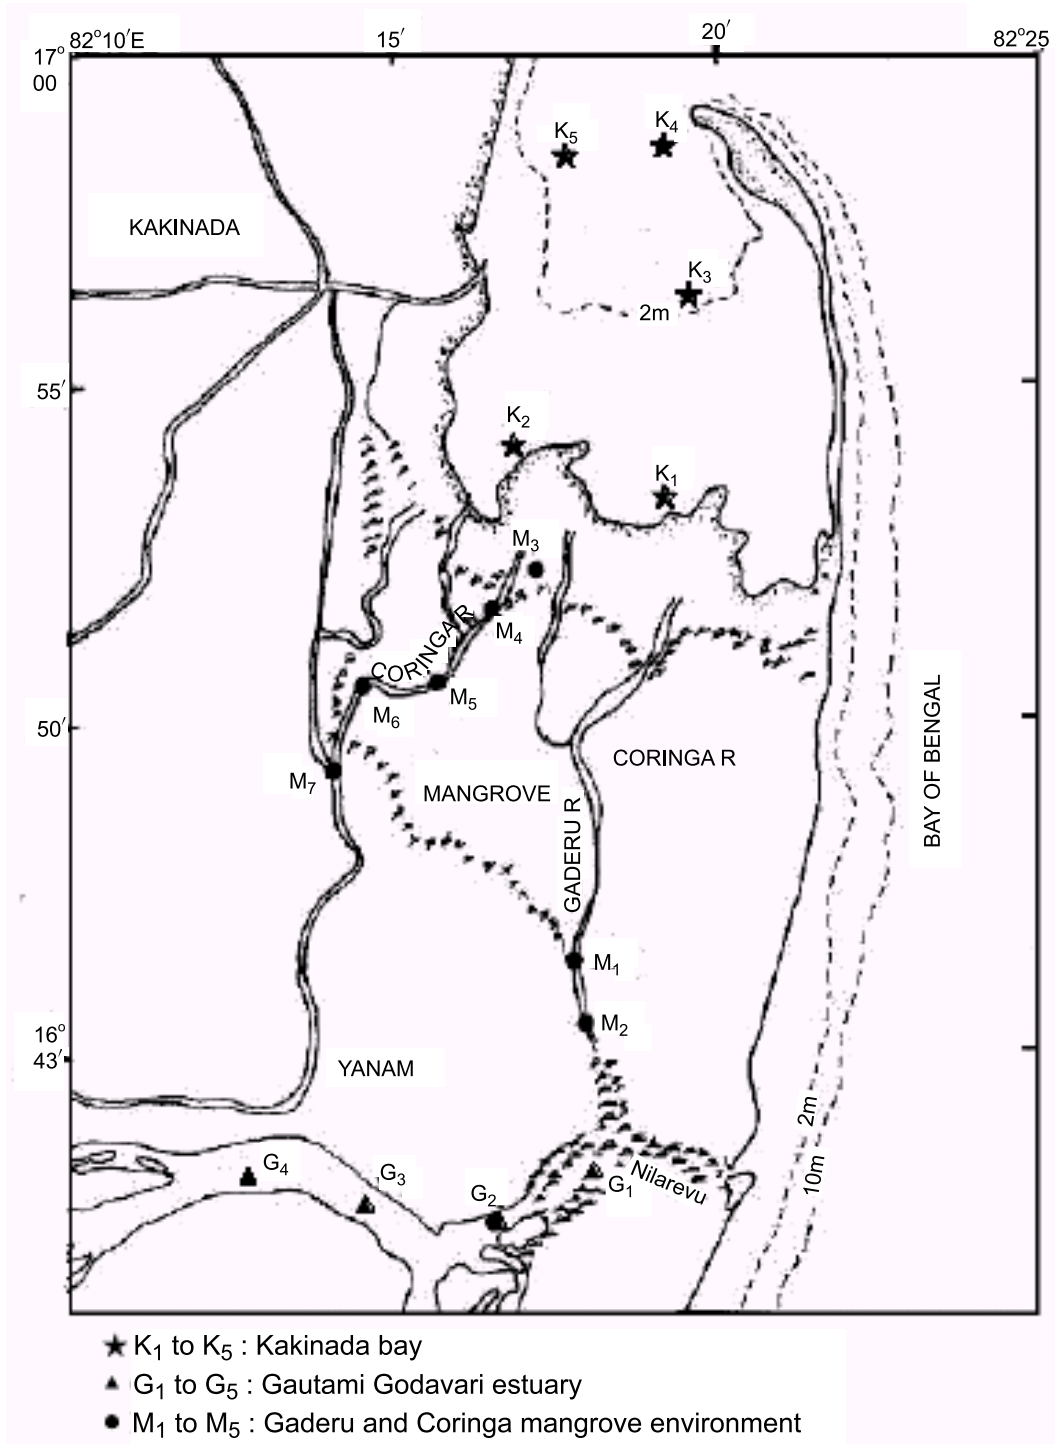 82°10′E 15′ 20′ 82°25
17°
00
K₅ K₄
KAKINADA
K₃
2m
55′
K₂
K₁
M₃
M₄
CORINGA R
M₅
M₆
50′
CORINGA R
M₇
MANGROVE
GADERU R
BAY OF BENGAL
M₁
M₂
16°
43′
YANAM
2m
10m
G₄
G₃
G₂
G₁
Nilarevu
K₁ to K₅ : Kakinada bay
G₁ to G₅ : Gautami Godavari estuary
M₁ to M₅ : Gaderu and Coringa mangrove environment